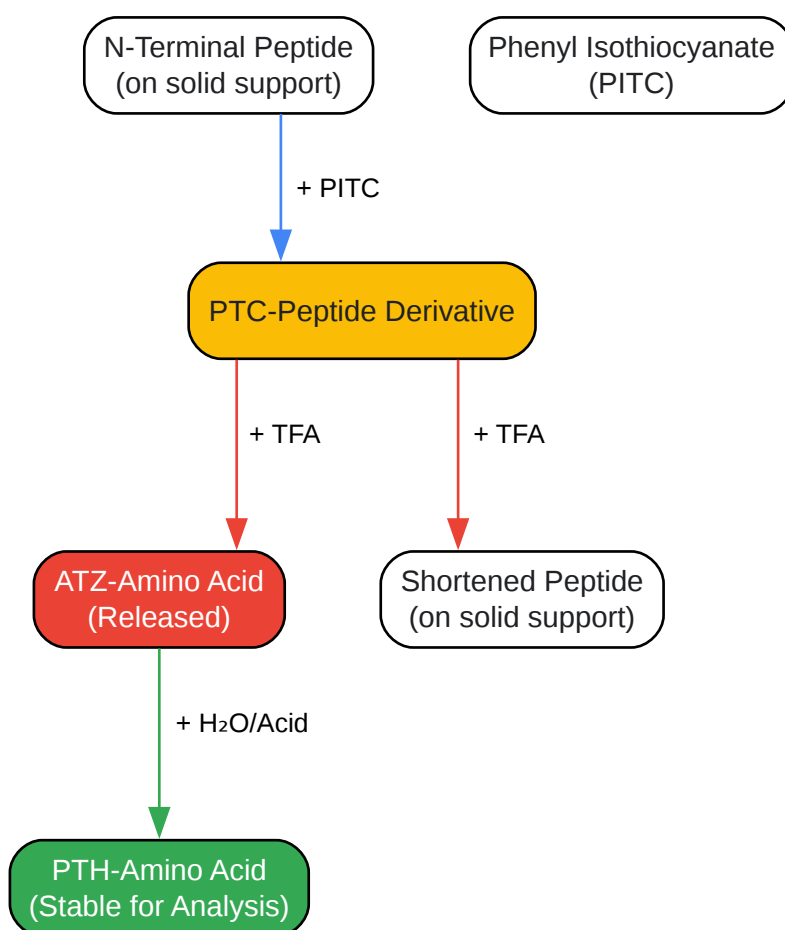 N-Terminal Peptide
(on solid support)
Phenyl Isothiocyanate
(PITC)
+ PITC
PTC-Peptide Derivative
+ TFA
+ TFA
ATZ-Amino Acid
(Released)
Shortened Peptide
(on solid support)
+ H₂O/Acid
PTH-Amino Acid
(Stable for Analysis)